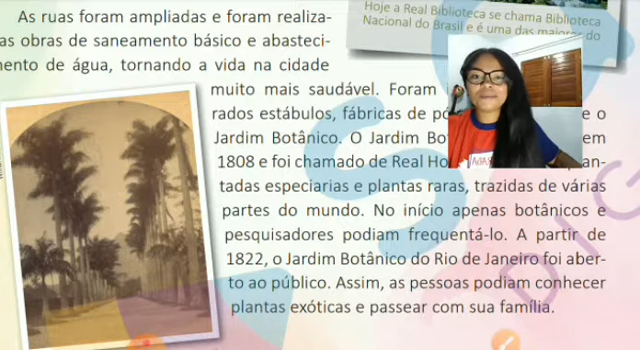 As ruas foram ampliadas e foram realiza-
as obras de saneamento básico e abasteci-
mento de água, tornando a vida na cidade
muito mais saudável. Foram
rados estábulos, fábricas de e o
Jardim Botânico. O Jardim em
1808 e foi chamado de Real
tadas especiarias e plantas raras, trazidas de várias
partes do mundo. No início apenas botânicos e
pesquisadores podiam frequentá-lo. A partir de
1822, o Jardim Botânico do Rio de Janeiro foi aber-
to ao público. Assim, as pessoas podiam conhecer
plantas exóticas e passear com sua família.
Hoje a Real Biblioteca se chama Biblioteca
Nacional do Brasil e é uma das maiores do